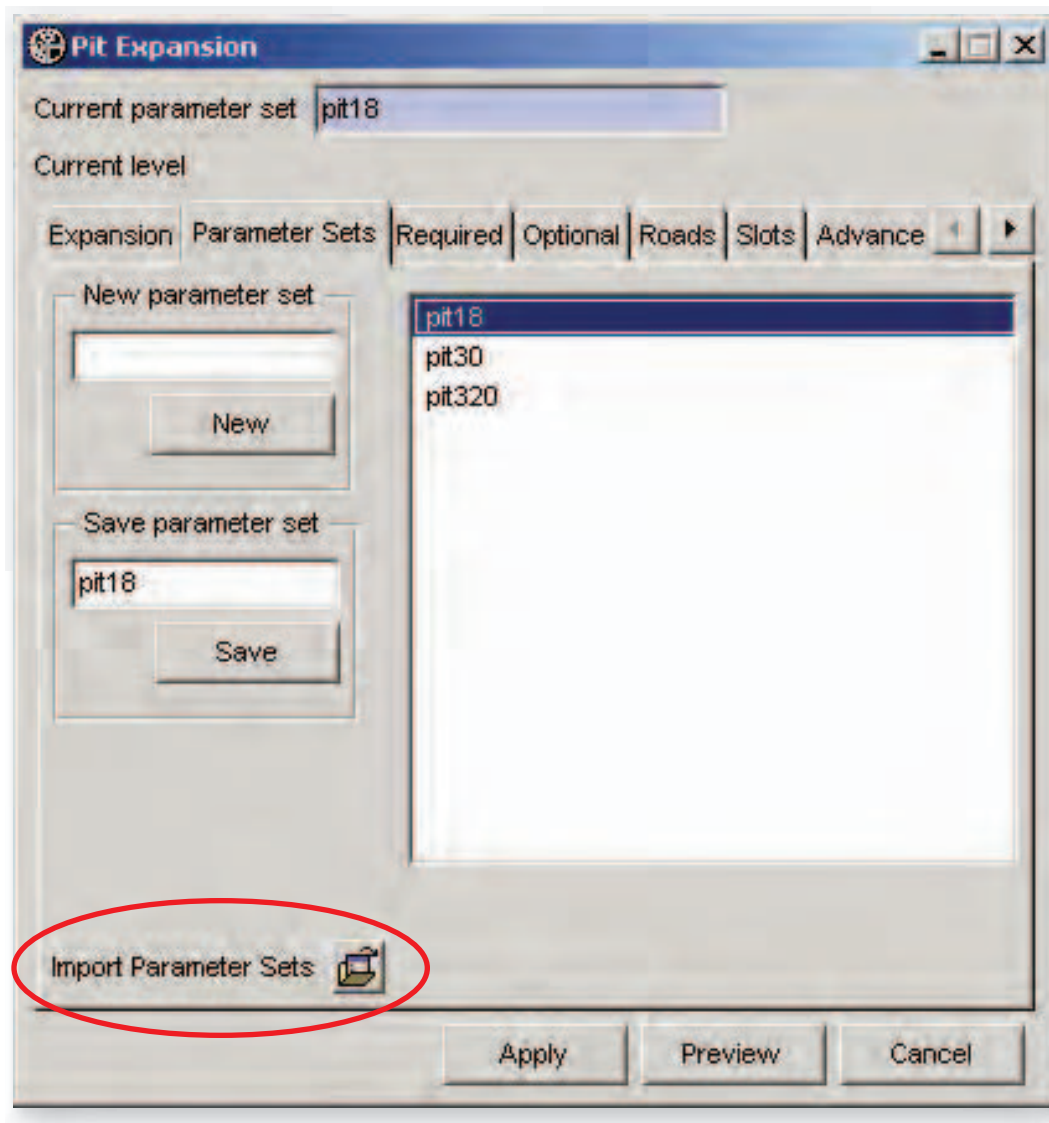 Pit Expansion
Current parameter set pit18
Current level
Expansion Parameter Sets Required Optional Roads Slots Advance
New parameter set
New
Save parameter set
pit18
Save
pit18
pit30
pit320
Import Parameter Sets
Apply Preview Cancel